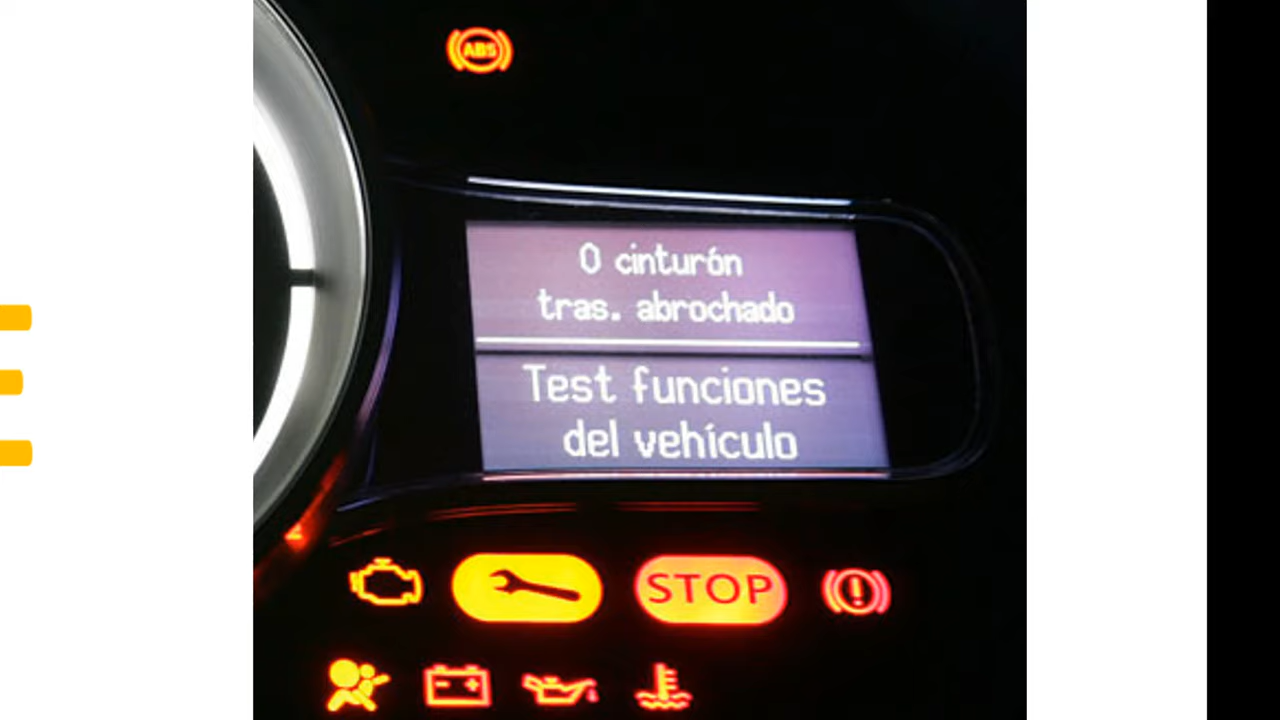 ABS
0 cinturón
tras. abrochado
Test funciones
del vehículo
STOP